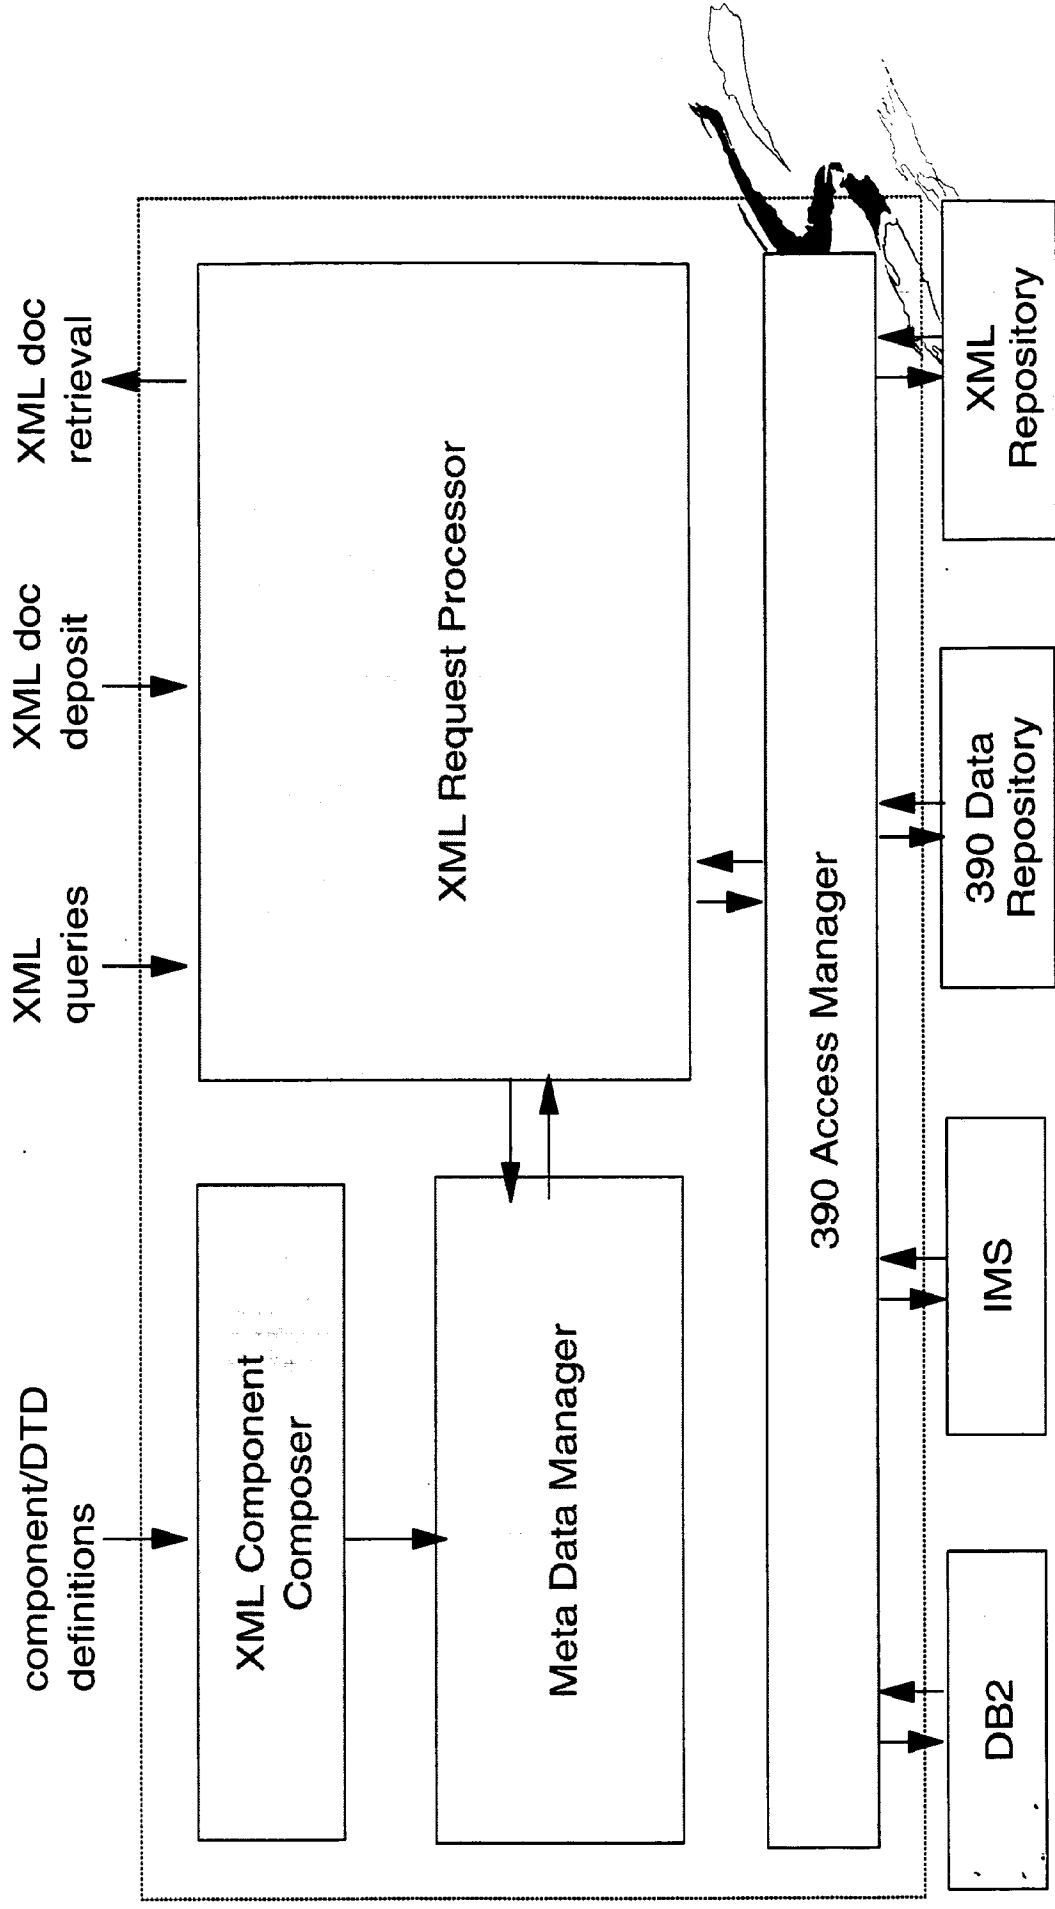 component/DTD
definitions
XML
queries
XML doc
deposit
XML doc
retrieval
XML Component
Composer
XML Request Processor
Meta Data Manager
390 Access Manager
DB2
IMS
390 Data
Repository
XML
Repository